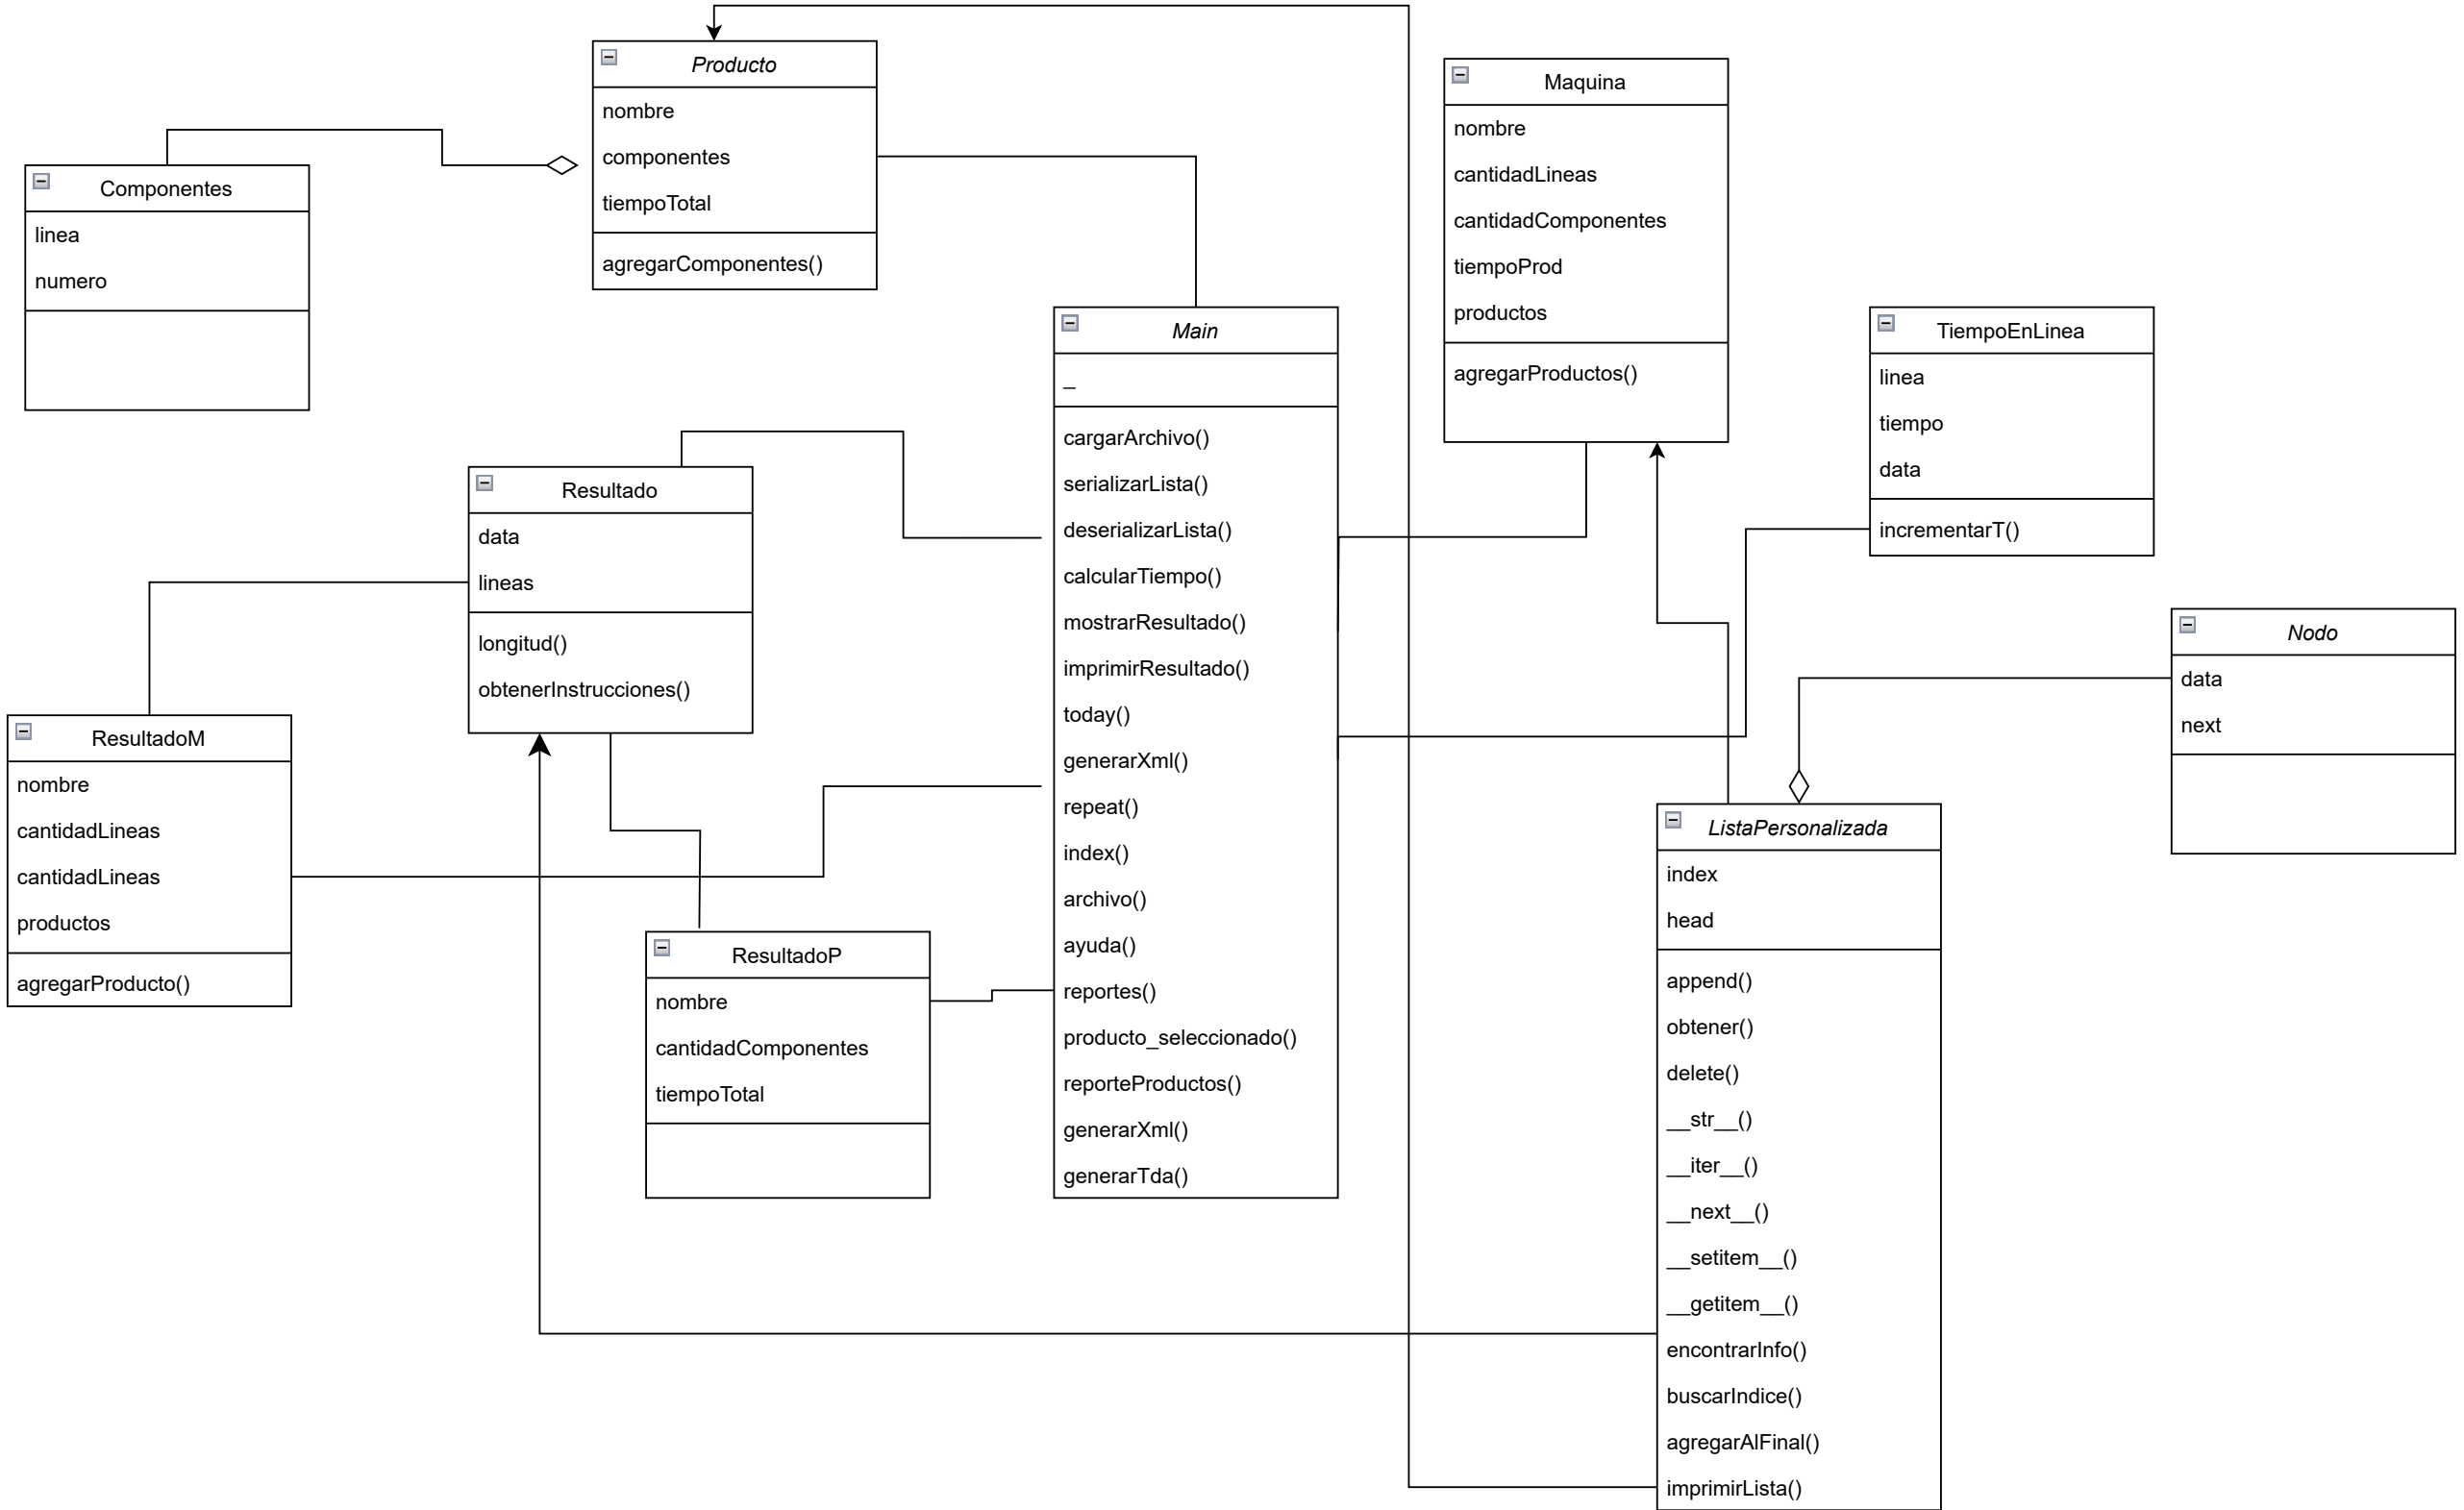 Producto
nombre
componentes
tiempoTotal
agregarComponentes()
Maquina
nombre
cantidadLineas
cantidadComponentes
tiempoProd
productos
agregarProductos()
Componentes
linea
numero
Main
_
cargarArchivo()
serializarLista()
deserializarLista()
calcularTiempo()
mostrarResultado()
imprimirResultado()
today()
generarXml()
repeat()
index()
archivo()
ayuda()
reportes()
producto_seleccionado()
reporteProductos()
generarXml()
generarTda()
TiempoEnLinea
linea
tiempo
data
incrementarT()
Resultado
data
lineas
longitud()
obtenerInstrucciones()
Nodo
data
next
ResultadoM
nombre
cantidadLineas
cantidadLineas
productos
agregarProducto()
ListaPersonalizada
index
head
append()
obtener()
delete()
__str__()
__iter__()
__next__()
__setitem__()
__getitem__()
encontrarInfo()
buscarIndice()
agregarAlFinal()
imprimirLista()
ResultadoP
nombre
cantidadComponentes
tiempoTotal